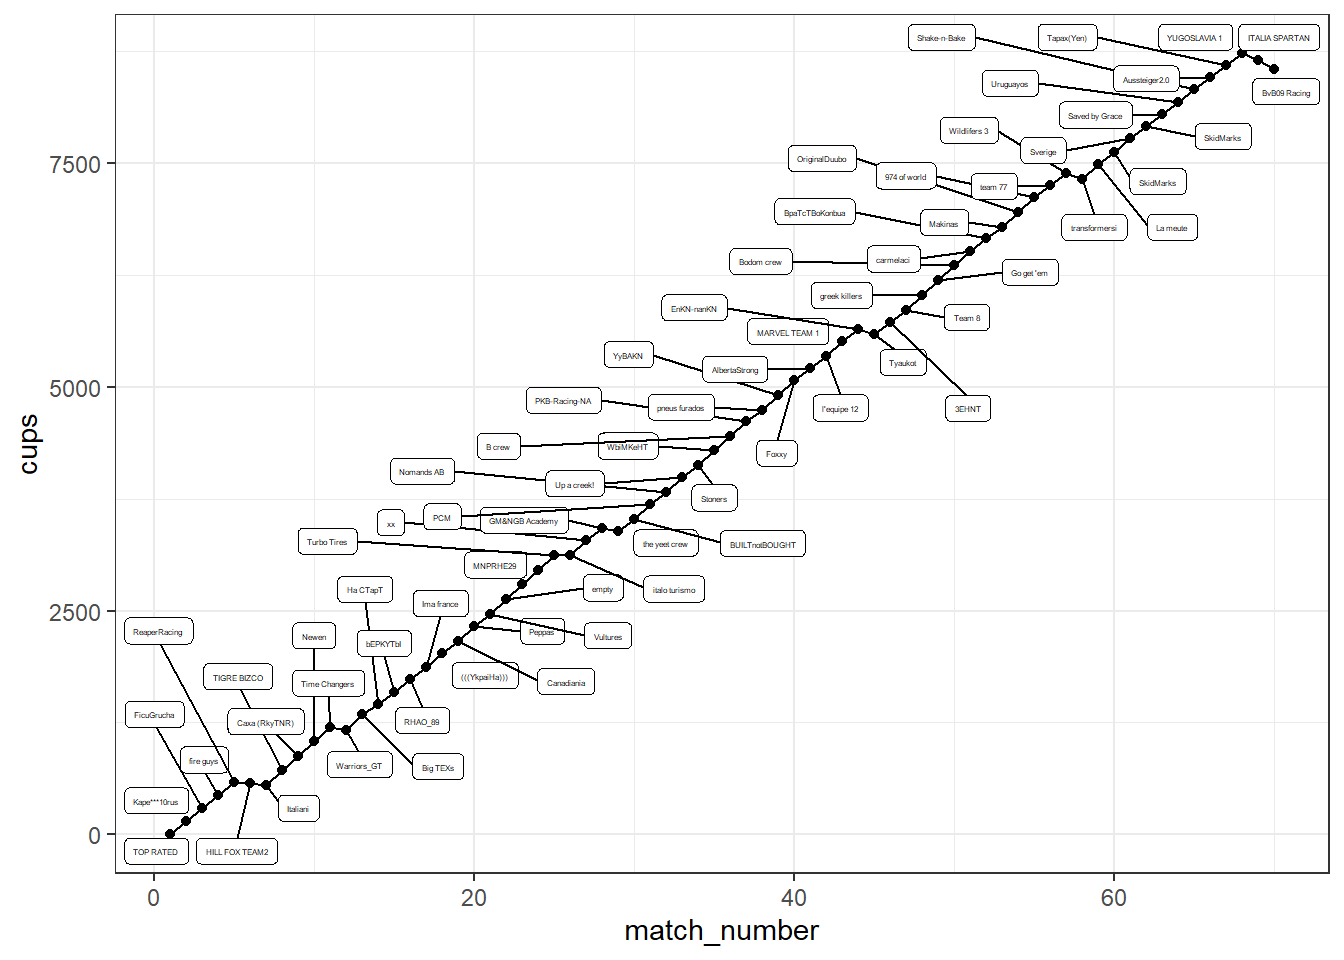 Shake-n-Bake
Tapax(Yen)
YUGOSLAVIA 1
ITALIA SPARTAN
Uruguayos
Aussteiger2.0
BvB09 Racing
Saved by Grace
Wildlifers 3
SkidMarks
Sverige
OriginalDuubo
7500
974 of world
team 77
SkidMarks
BpaTcTBoKonbua
Makinas
transformersi
La meute
Bodom crew
carmelaci
Go get 'em
greek killers
EnKN-nanKN
Team 8
MARVEL TEAM 1
YyBAKN
Tyaukot
AlbertaStrong
5000
PKB-Racing-NA
pneus furados
l'equipe 12
3EHNT
cups
B crew
WbiMKeHT
Foxxy
Nomands AB
Up a creek!
Stoners
xx
PCM
GM&NGB Academy
Turbo Tires
the yeet crew
BUILTnotBOUGHT
MNPRHE29
Ha CTapT
empty
italo turismo
2500
Ima france
ReaperRacing
Newen
bEPKYTbI
Peppas
Vultures
TIGRE BIZCO
Time Changers
(((YkpaiHa)))
Canadiania
FicuGrucha
Caxa (RkyTNR)
RHAO_89
fire guys
Warriors_GT
Big TEXs
Kape***10rus
Italiani
0
TOP RATED
HILL FOX TEAM2
0
20
40
60
match_number